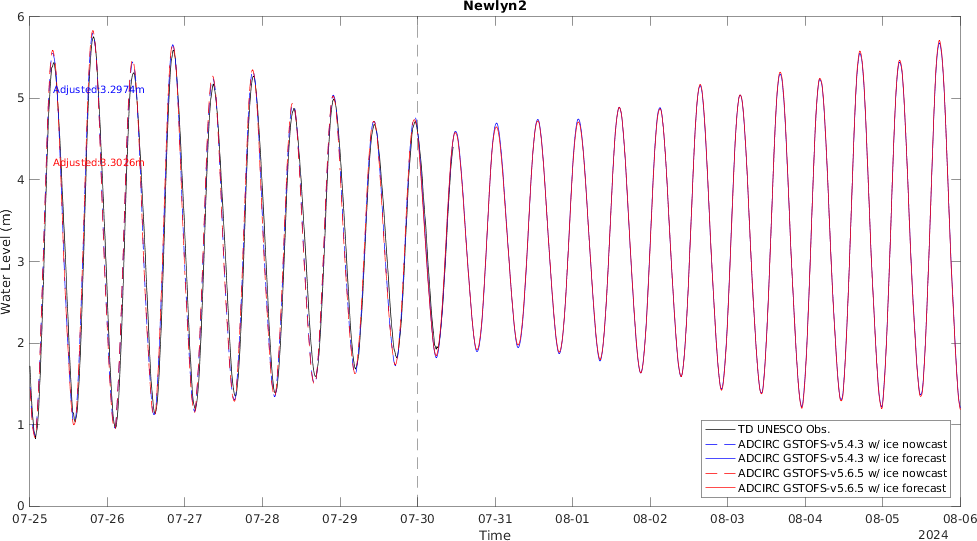 Newlyn2
6
5
4
3
2
1
0
Water Level (m)
Adjusted:3.2974m
Adjusted:3.3026m
TD UNESCO Obs.
ADCIRC GSTOFS-v5.4.3 w/ ice nowcast
ADCIRC GSTOFS-v5.4.3 w/ ice forecast
ADCIRC GSTOFS-v5.6.5 w/ ice nowcast
ADCIRC GSTOFS-v5.6.5 w/ ice forecast
07-25 07-26 07-27 07-28 07-29 07-30 07-31 08-01 08-02 08-03 08-04 08-05 08-06
Time
2024